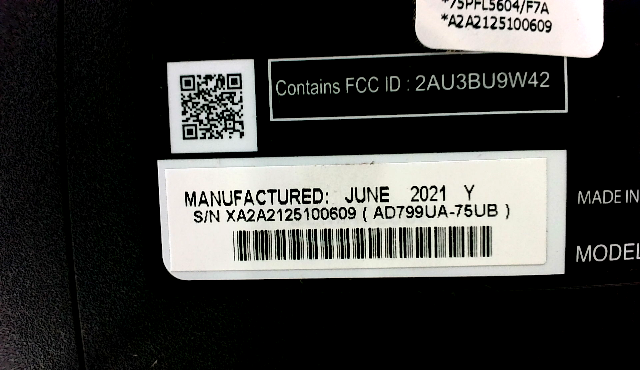 *75PFL5604/F7A
*A2A2125100609
Contains FCC ID : 2AU3BU9W42
MANUFACTURED: JUNE 2021 Y
S/N XA2A2125100609 ( AD799UA-75UB )
MADE IN
MODEL